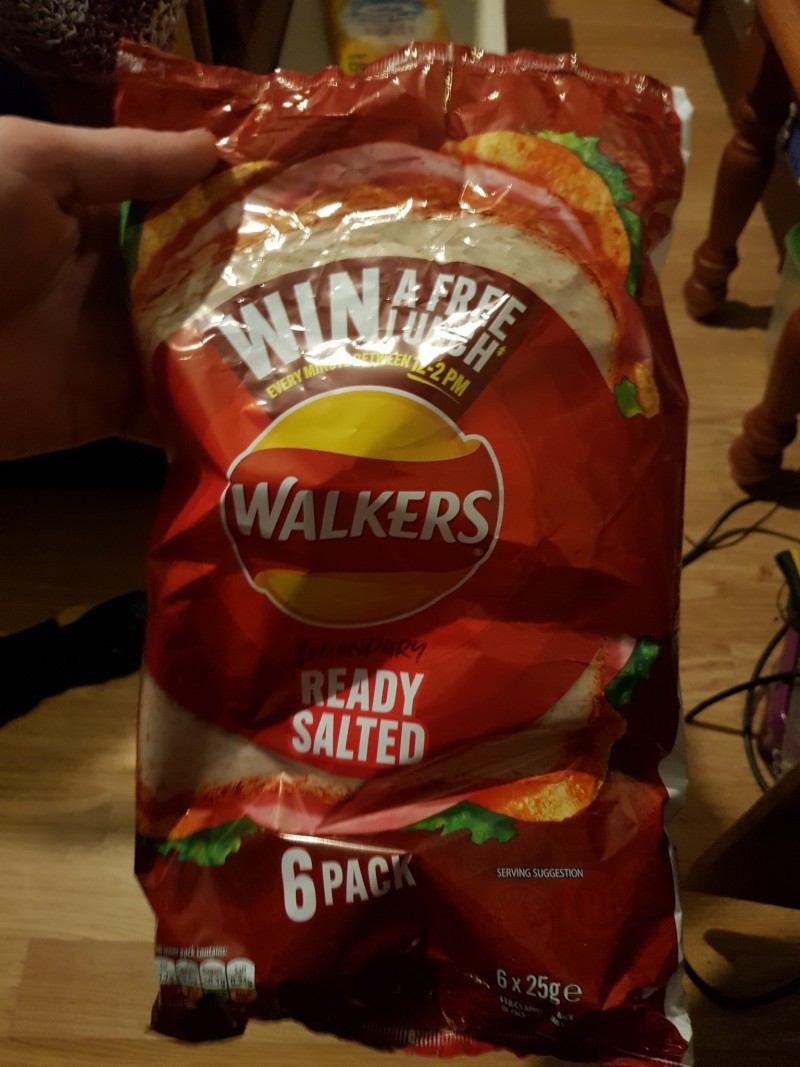 WIN
A FREE
LUNCH‡
EVERY MINUTE BETWEEN 12-2 PM
WALKERS
LEGENDARY
READY
SALTED
6 PACK
SERVING SUGGESTION
6 x 25g e